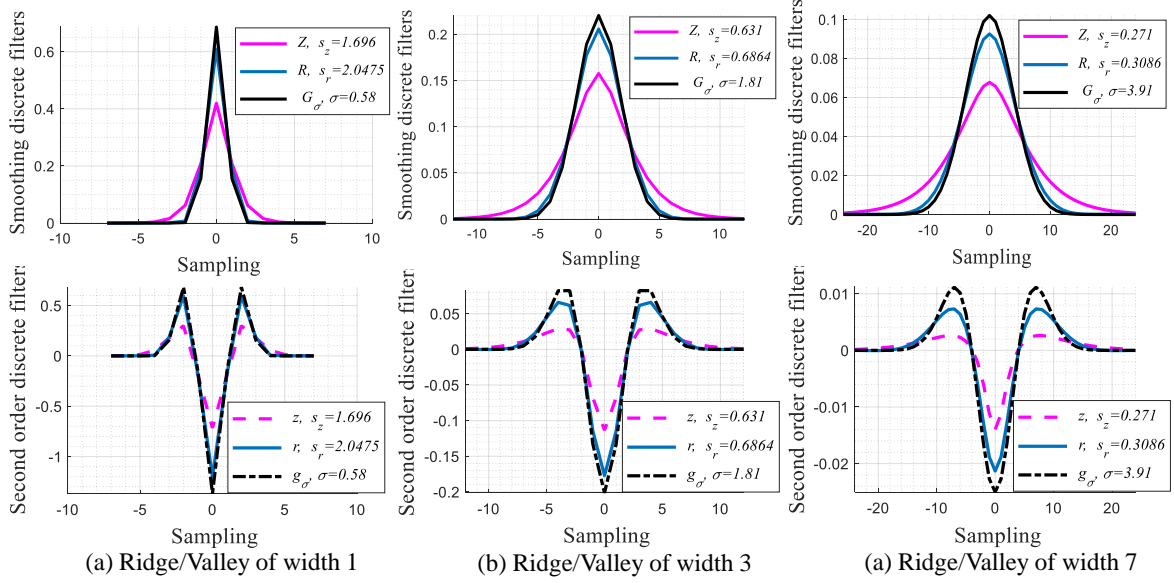 Smoothing discrete filters
0.6
0.4
0.2
0
-10
-5
0
5
10
Sampling
Z, s_z=1.696
R, s_r=2.0475
G_σ, σ=0.58
Smoothing discrete filters
0.2
0.15
0.1
0.05
0
-10
-5
0
5
10
Sampling
Z, s_z=0.631
R, s_r=0.6864
G_σ, σ=1.81
Smoothing discrete filters
0.1
0.08
0.06
0.04
0.02
0
-20
-10
0
10
20
Sampling
Z, s_z=0.271
R, s_r=0.3086
G_σ, σ=3.91
Second order discrete filters
0.5
0
-0.5
-1
-10
-5
0
5
10
Sampling
z, s_z=1.696
r, s_r=2.0475
g_σ, σ=0.58
Second order discrete filters
0.05
0
-0.05
-0.1
-0.15
-0.2
-10
-5
0
5
10
Sampling
z, s_z=0.631
r, s_r=0.6864
g_σ, σ=1.81
Second order discrete filters
0.01
0
-0.01
-0.02
-20
-10
0
10
20
Sampling
z, s_z=0.271
r, s_r=0.3086
g_σ, σ=3.91
(a) Ridge/Valley of width 1
(b) Ridge/Valley of width 3
(a) Ridge/Valley of width 7